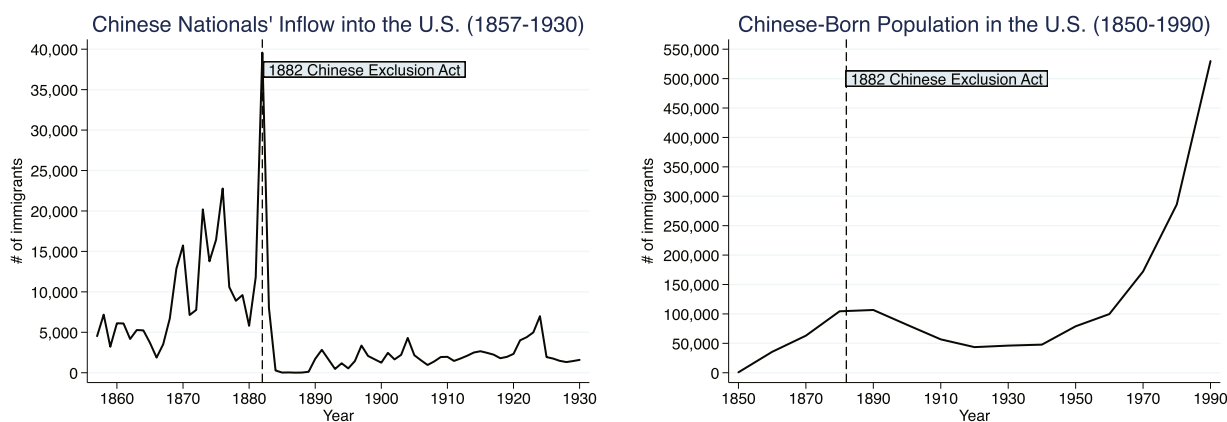 Chinese Nationals' Inflow into the U.S. (1857-1930)
40,000
35,000
30,000
25,000
20,000
15,000
10,000
5,000
0
# of immigrants
1882 Chinese Exclusion Act
1860 1870 1880 1890 1900 1910 1920 1930
Year
Chinese-Born Population in the U.S. (1850-1990)
550,000
500,000
450,000
400,000
350,000
300,000
250,000
200,000
150,000
100,000
50,000
0
# of immigrants
1882 Chinese Exclusion Act
1850 1870 1890 1910 1930 1950 1970 1990
Year